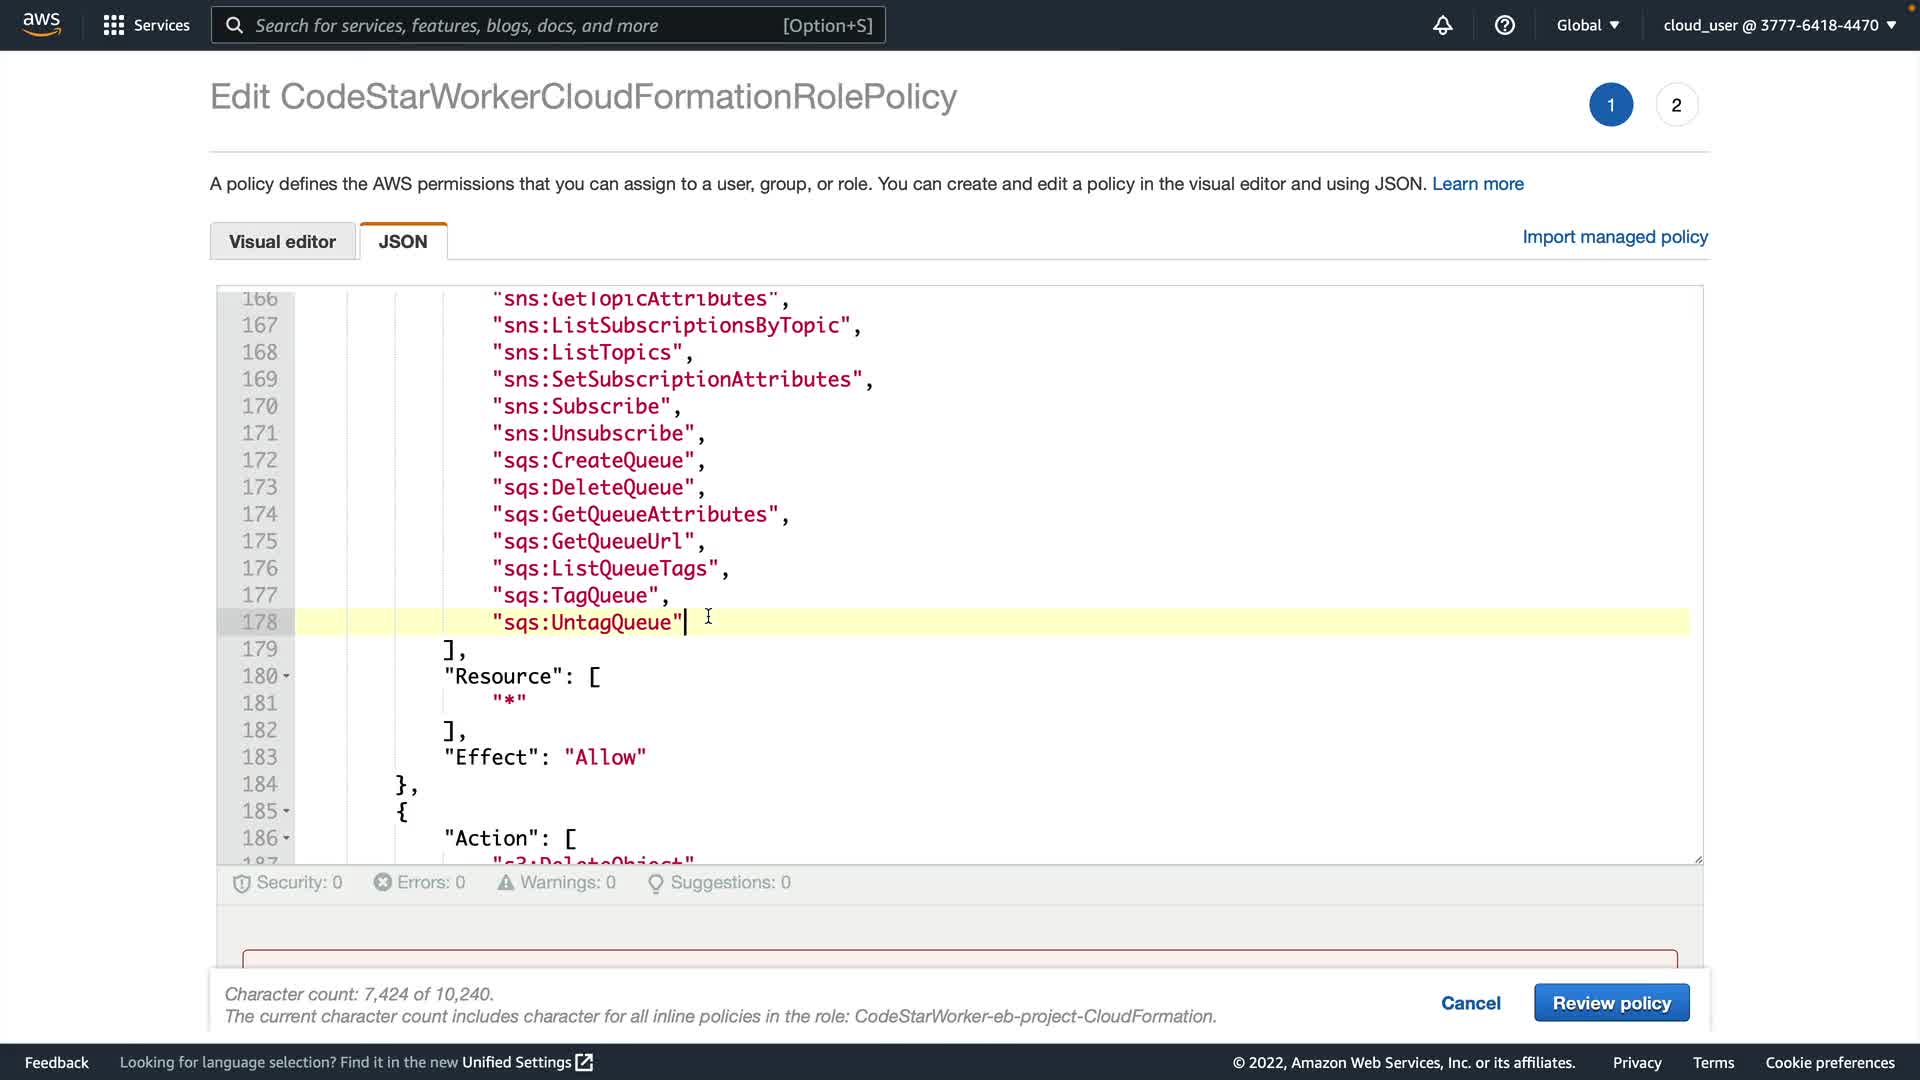 aws
Services
Search for services, features, blogs, docs, and more
[Option+S]
Global
cloud_user @ 3777-6418-4470
Edit CodeStarWorkerCloudFormationRolePolicy
1
2
A policy defines the AWS permissions that you can assign to a user, group, or role. You can create and edit a policy in the visual editor and using JSON. Learn more
Visual editor
JSON
Import managed policy
166 "sns:GetTopicAttributes",
167 "sns:ListSubscriptionsByTopic",
168 "sns:ListTopics",
169 "sns:SetSubscriptionAttributes",
170 "sns:Subscribe",
171 "sns:Unsubscribe",
172 "sqs:CreateQueue",
173 "sqs:DeleteQueue",
174 "sqs:GetQueueAttributes",
175 "sqs:GetQueueUrl",
176 "sqs:ListQueueTags",
177 "sqs:TagQueue",
178 "sqs:UntagQueue"
179 ],
180 "Resource": [
181 "*"
182 ],
183 "Effect": "Allow"
184 },
185 {
186 "Action": [
187 "s3:DeleteObject"
Security: 0
Errors: 0
Warnings: 0
Suggestions: 0
Character count: 7,424 of 10,240.
The current character count includes character for all inline policies in the role: CodeStarWorker-eb-project-CloudFormation.
Cancel
Review policy
Feedback
Looking for language selection? Find it in the new Unified Settings
© 2022, Amazon Web Services, Inc. or its affiliates.
Privacy
Terms
Cookie preferences